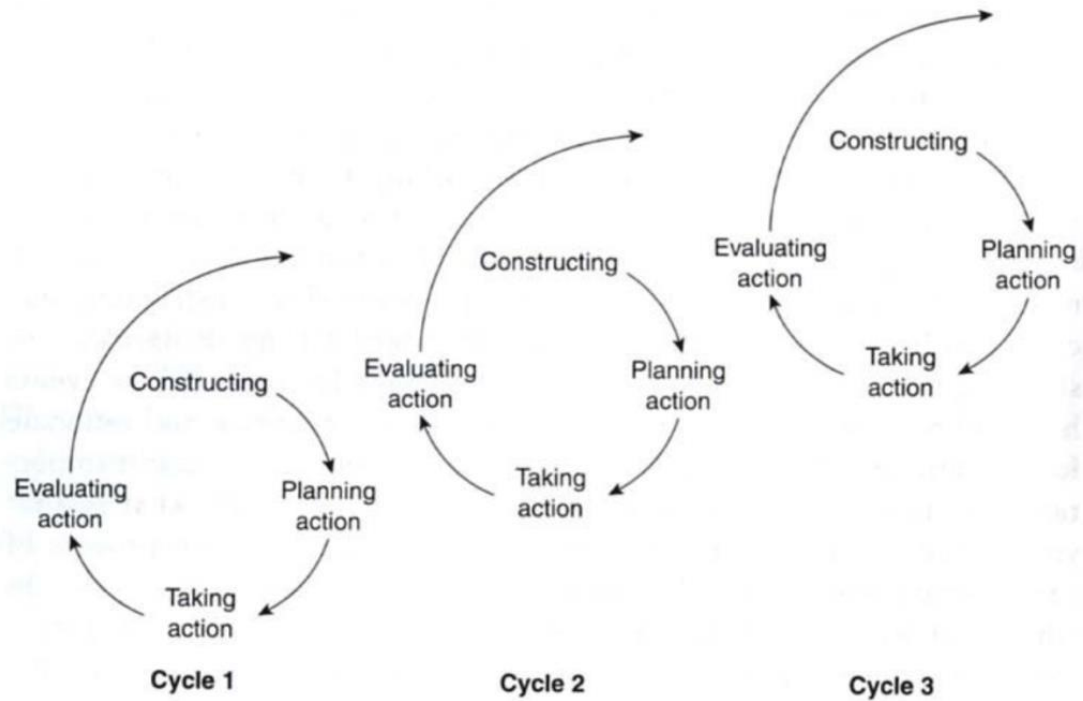 Constructing
Evaluating
action
Planning
action
Taking
action
Cycle 1
Constructing
Evaluating
action
Planning
action
Taking
action
Cycle 2
Constructing
Evaluating
action
Planning
action
Taking
action
Cycle 3